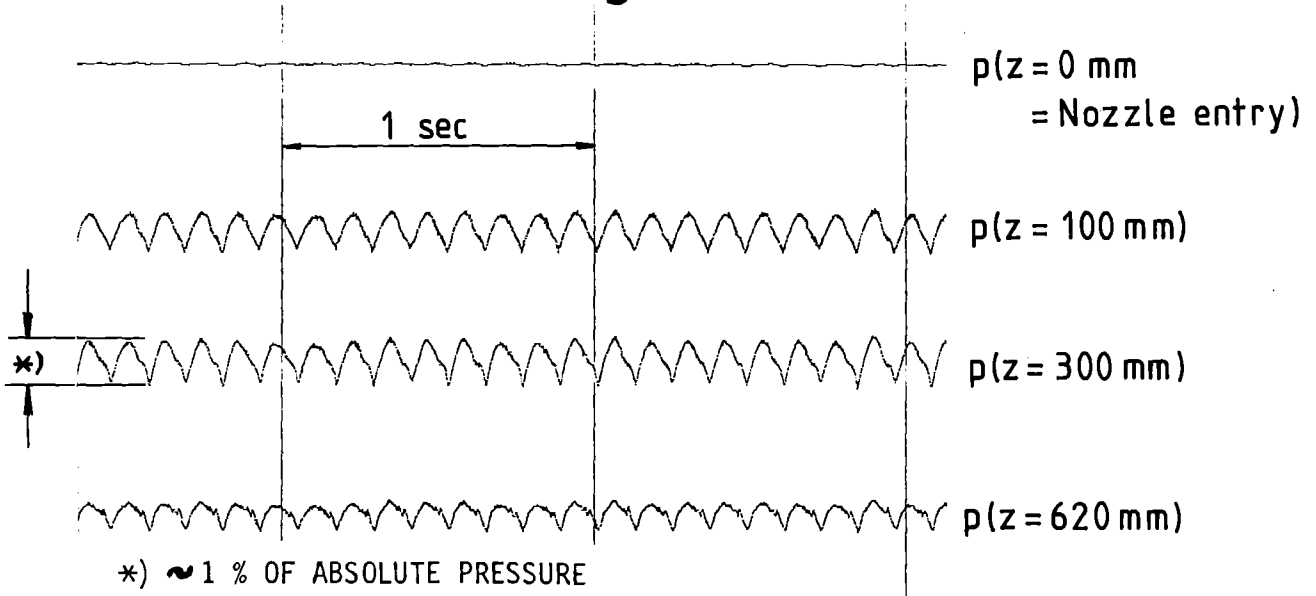 p(z = 0 mm
= Nozzle entry)
1 sec
p(z = 100 mm)
p(z = 300 mm)
*)
p(z = 620 mm)
*) ~ 1 % OF ABSOLUTE PRESSURE